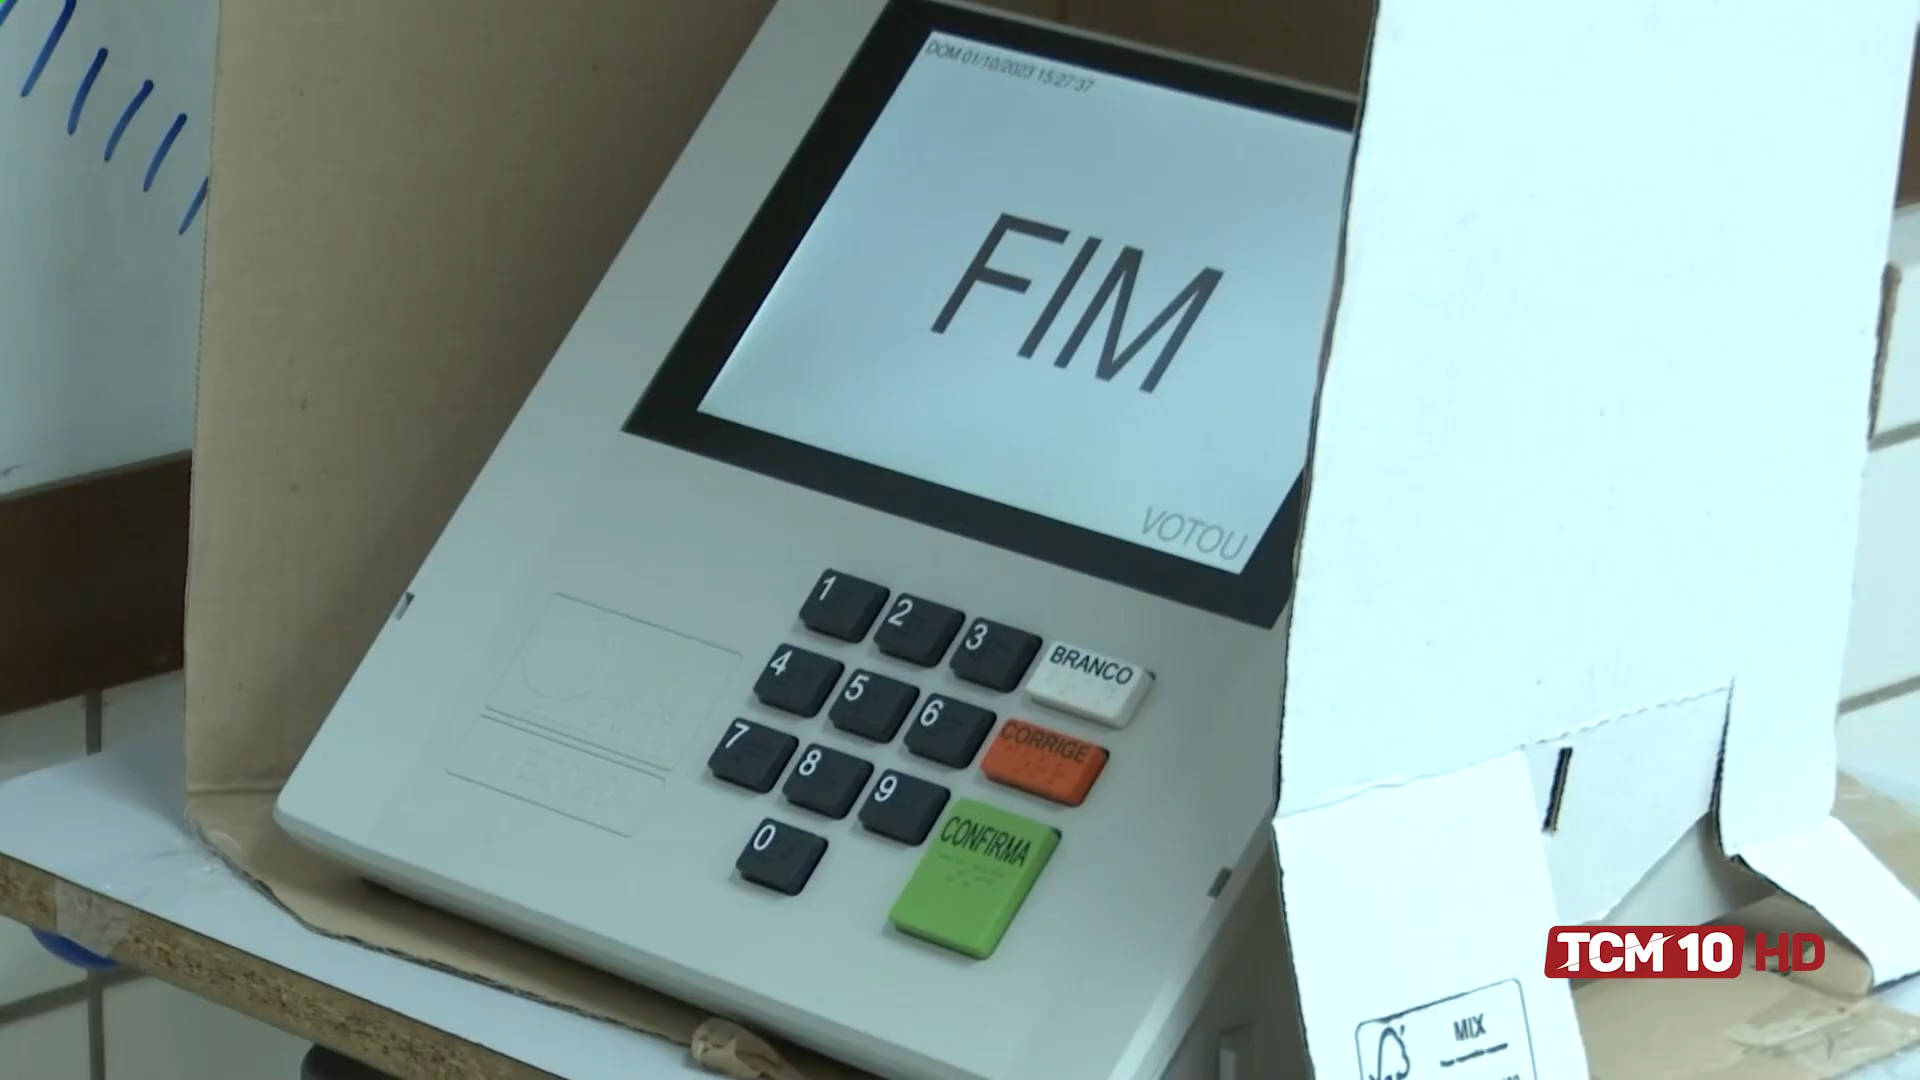 DOM 01/10/2023 15:27:37
FIM
VOTOU
1
2
3
BRANCO
4
5
6
CORRIGE
7
8
9
CONFIRMA
0
TCM 10 HD
MIX